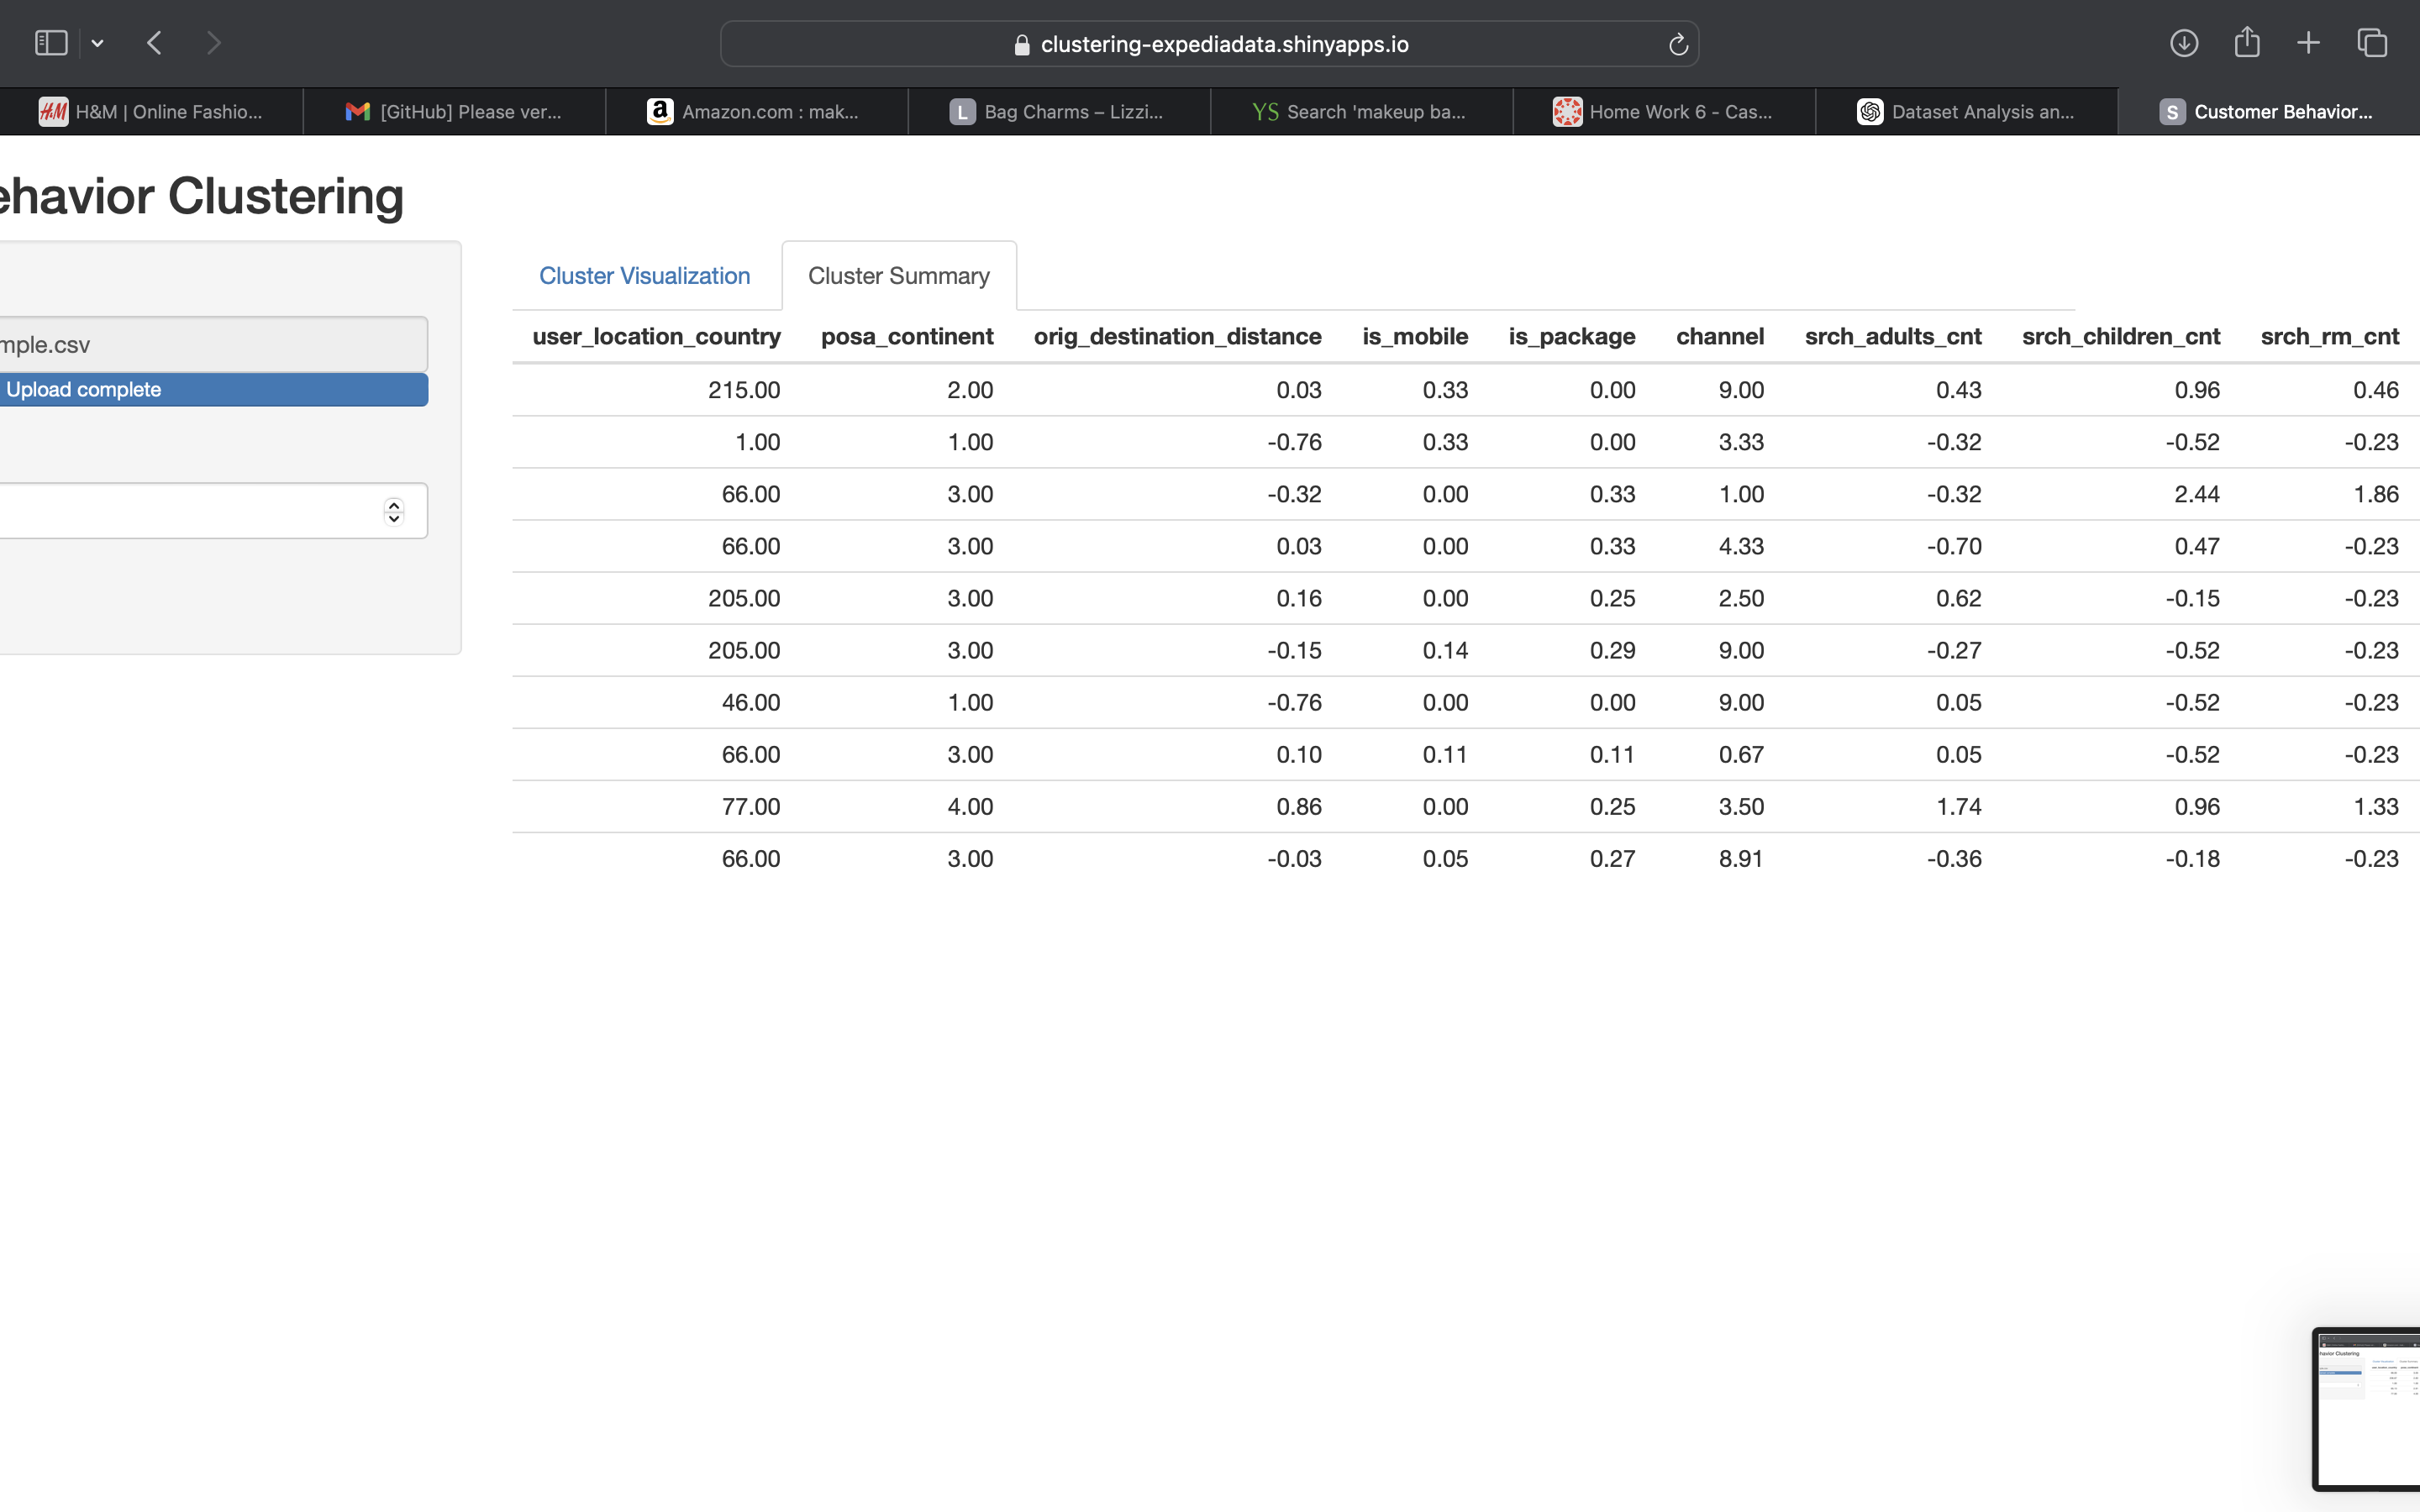 clustering-expediadata.shinyapps.io
H&M | Online Fashio... [GitHub] Please ver... Amazon.com : mak... L Bag Charms – Lizzi... YS Search 'makeup ba... Home Work 6 - Cas... Dataset Analysis an... S Customer Behavior...
ehavior Clustering
mple.csv
Upload complete
Cluster Visualization Cluster Summary
user_location_country posa_continent orig_destination_distance is_mobile is_package channel srch_adults_cnt srch_children_cnt srch_rm_cnt
215.00 2.00 0.03 0.33 0.00 9.00 0.43 0.96 0.46
1.00 1.00 -0.76 0.33 0.00 3.33 -0.32 -0.52 -0.23
66.00 3.00 -0.32 0.00 0.33 1.00 -0.32 2.44 1.86
66.00 3.00 0.03 0.00 0.33 4.33 -0.70 0.47 -0.23
205.00 3.00 0.16 0.00 0.25 2.50 0.62 -0.15 -0.23
205.00 3.00 -0.15 0.14 0.29 9.00 -0.27 -0.52 -0.23
46.00 1.00 -0.76 0.00 0.00 9.00 0.05 -0.52 -0.23
66.00 3.00 0.10 0.11 0.11 0.67 0.05 -0.52 -0.23
77.00 4.00 0.86 0.00 0.25 3.50 1.74 0.96 1.33
66.00 3.00 -0.03 0.05 0.27 8.91 -0.36 -0.18 -0.23
havior Clustering